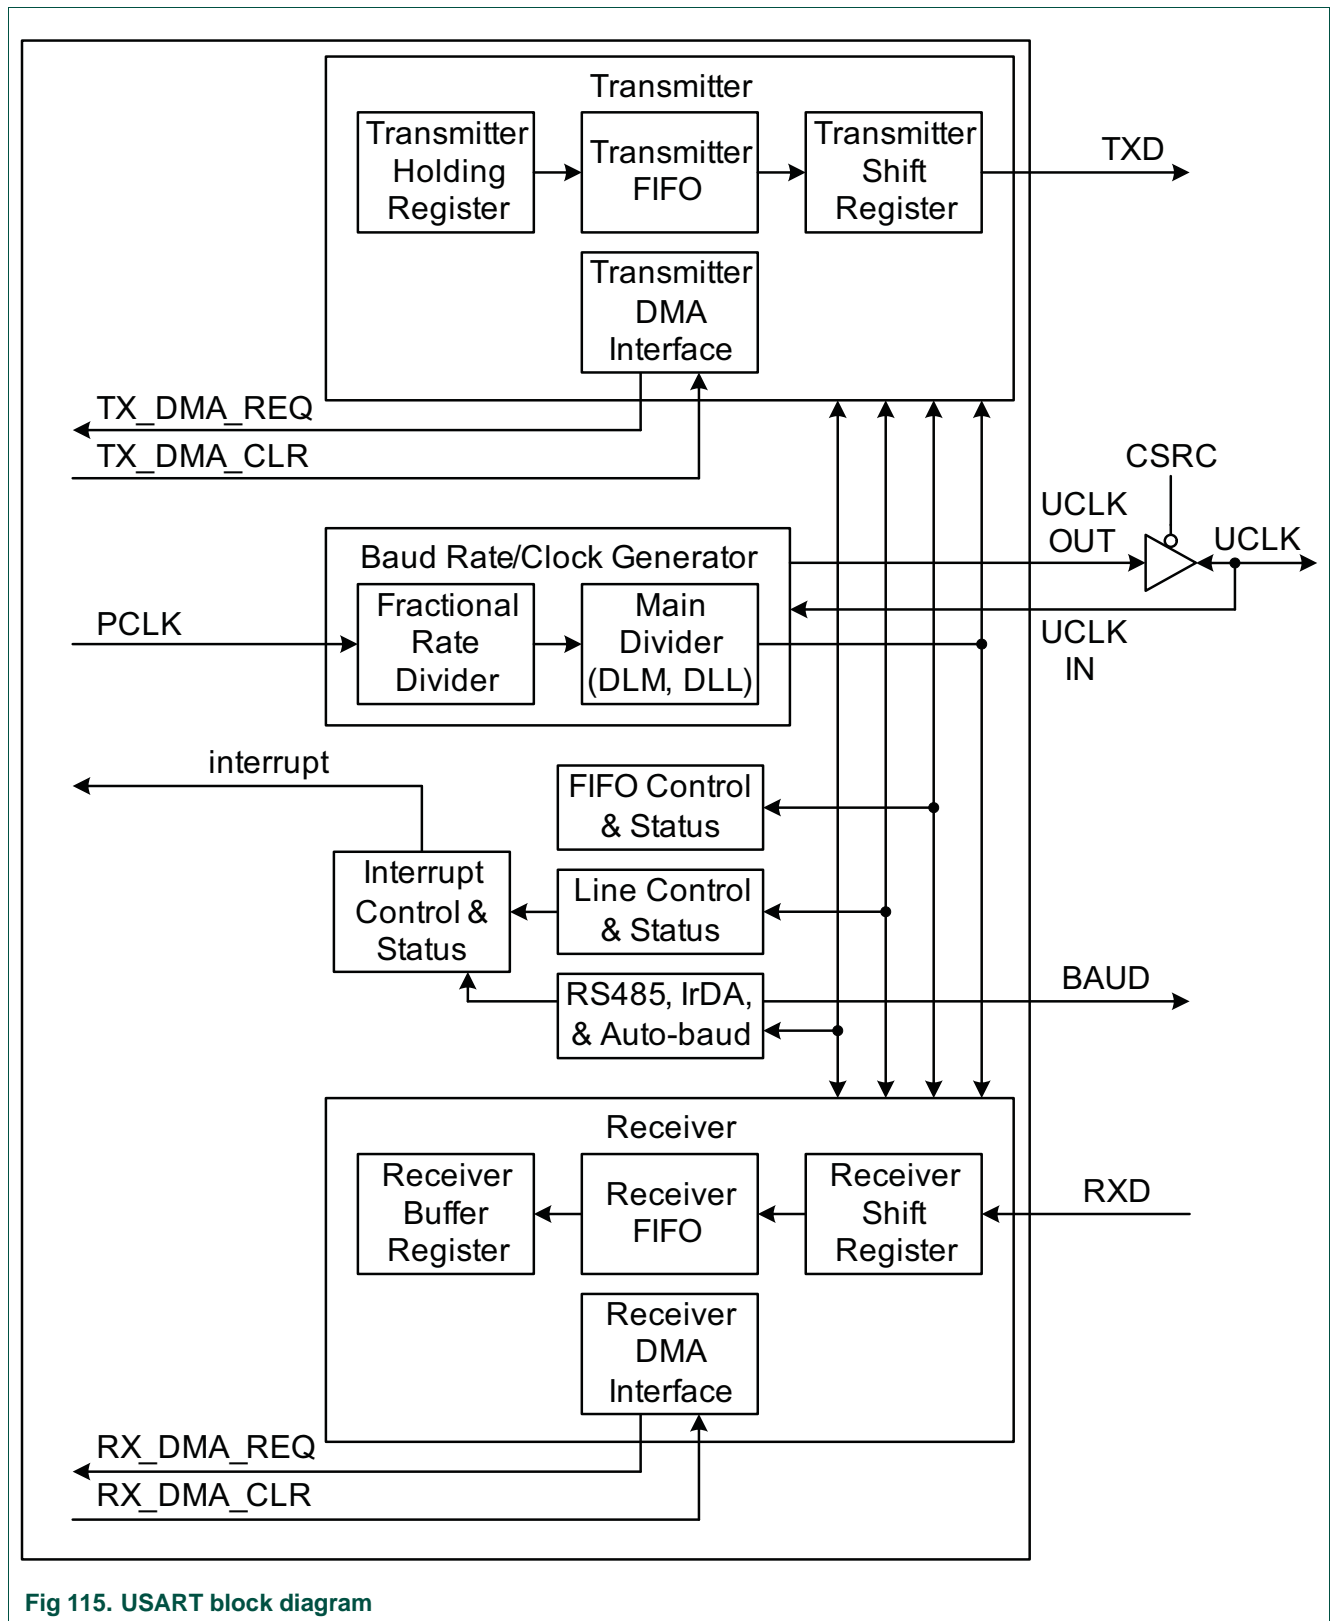 Transmitter
Transmitter
Holding
Register
Transmitter
FIFO
Transmitter
Shift
Register
TXD
Transmitter
DMA
Interface
TX_DMA_REQ
TX_DMA_CLR
CSRC
UCLK
OUT
UCLK
Baud Rate/Clock Generator
PCLK
Fractional
Rate
Divider
Main
Divider
(DLM, DLL)
UCLK
IN
interrupt
FIFO Control
& Status
Interrupt
Control &
Status
Line Control
& Status
RS485, IrDA,
& Auto-baud
BAUD
Receiver
Receiver
Buffer
Register
Receiver
FIFO
Receiver
Shift
Register
RXD
Receiver
DMA
Interface
RX_DMA_REQ
RX_DMA_CLR
Fig 115. USART block diagram